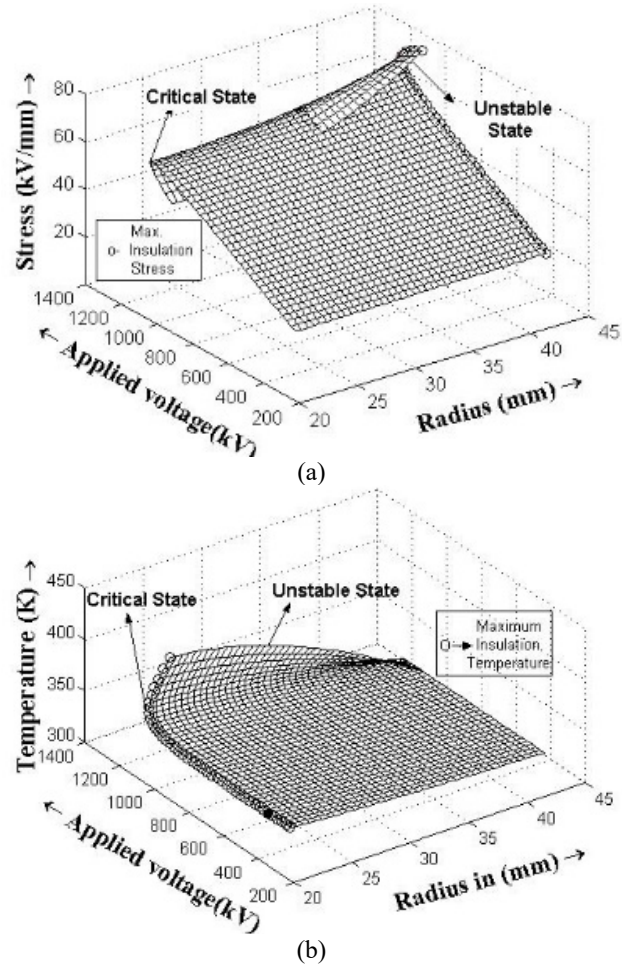 80
60
40
20
Stress (kV/mm) →
Critical State
Unstable
State
Max.
o- Insulation
Stress
1400
1200
1000
800
600
400
200
← Applied voltage(kV)
20
25
30
35
40
45
Radius (mm) →
(a)
450
400
350
300
Temperature (K) →
Critical State
Unstable State
Maximum
Insulation,
Temperature
1400
1200
1000
800
600
400
200
← Applied voltage(kV)
20
25
30
35
40
45
Radius in (mm) →
(b)